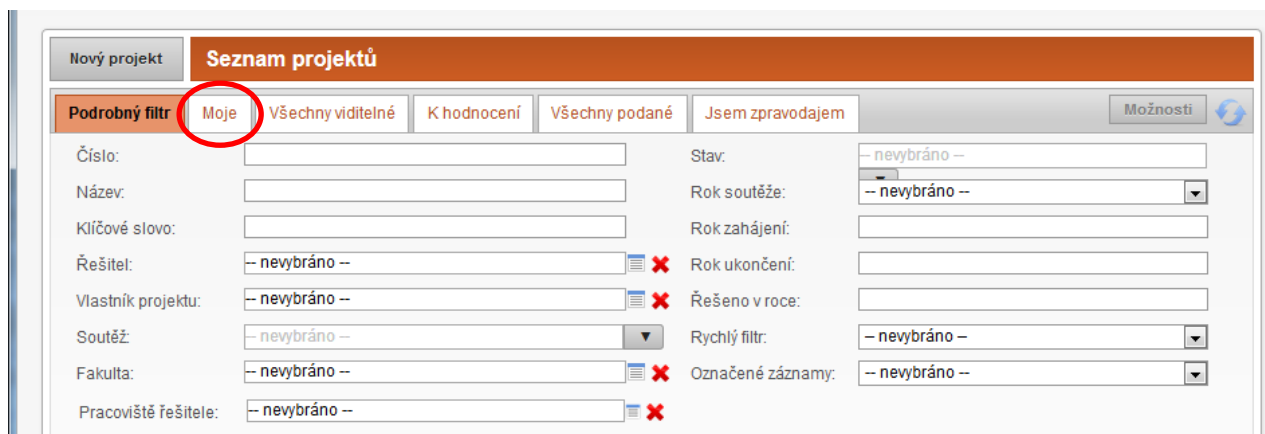 Nový projekt Seznam projektů
Podrobný filtr Moje Všechny viditelné K hodnocení Všechny podané Jsem zpravodajem Možnosti
Číslo: Stav: -- nevybráno --
Název: Rok soutěže: -- nevybráno --
Klíčové slovo: Rok zahájení:
Řešitel: -- nevybráno -- Rok ukončení:
Vlastník projektu: -- nevybráno -- Řešeno v roce:
Soutěž: -- nevybráno -- Rychlý filtr: -- nevybráno --
Fakulta: -- nevybráno -- Označené záznamy: -- nevybráno --
Pracoviště řešitele: -- nevybráno --